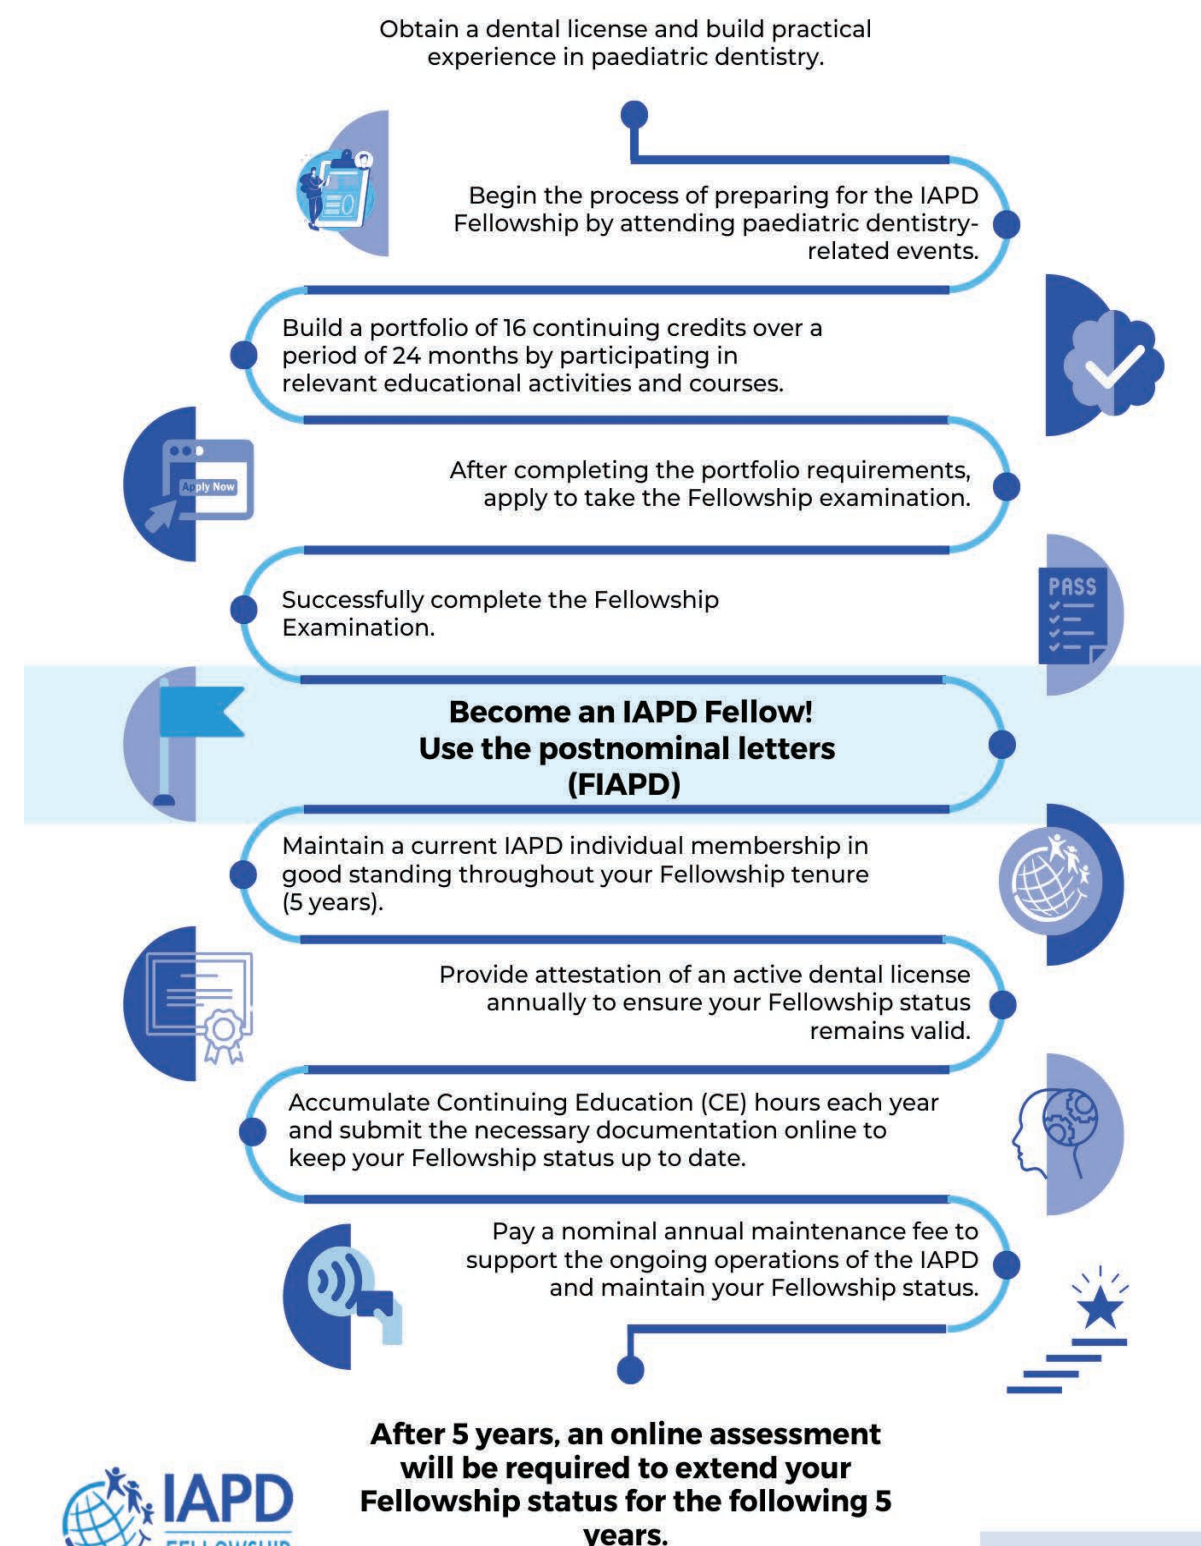 Obtain a dental license and build practical
experience in paediatric dentistry.
Begin the process of preparing for the IAPD
Fellowship by attending paediatric dentistry-
related events.
Build a portfolio of 16 continuing credits over a
period of 24 months by participating in
relevant educational activities and courses.
Apply Now
After completing the portfolio requirements,
apply to take the Fellowship examination.
Successfully complete the Fellowship
Examination.
PASS
Become an IAPD Fellow!
Use the postnominal letters
(FIAPD)
Maintain a current IAPD individual membership in
good standing throughout your Fellowship tenure
(5 years).
Provide attestation of an active dental license
annually to ensure your Fellowship status
remains valid.
Accumulate Continuing Education (CE) hours each year
and submit the necessary documentation online to
keep your Fellowship status up to date.
Pay a nominal annual maintenance fee to
support the ongoing operations of the IAPD
and maintain your Fellowship status.
After 5 years, an online assessment
will be required to extend your
Fellowship status for the following 5
years.
IAPD
FELLOWSHIP